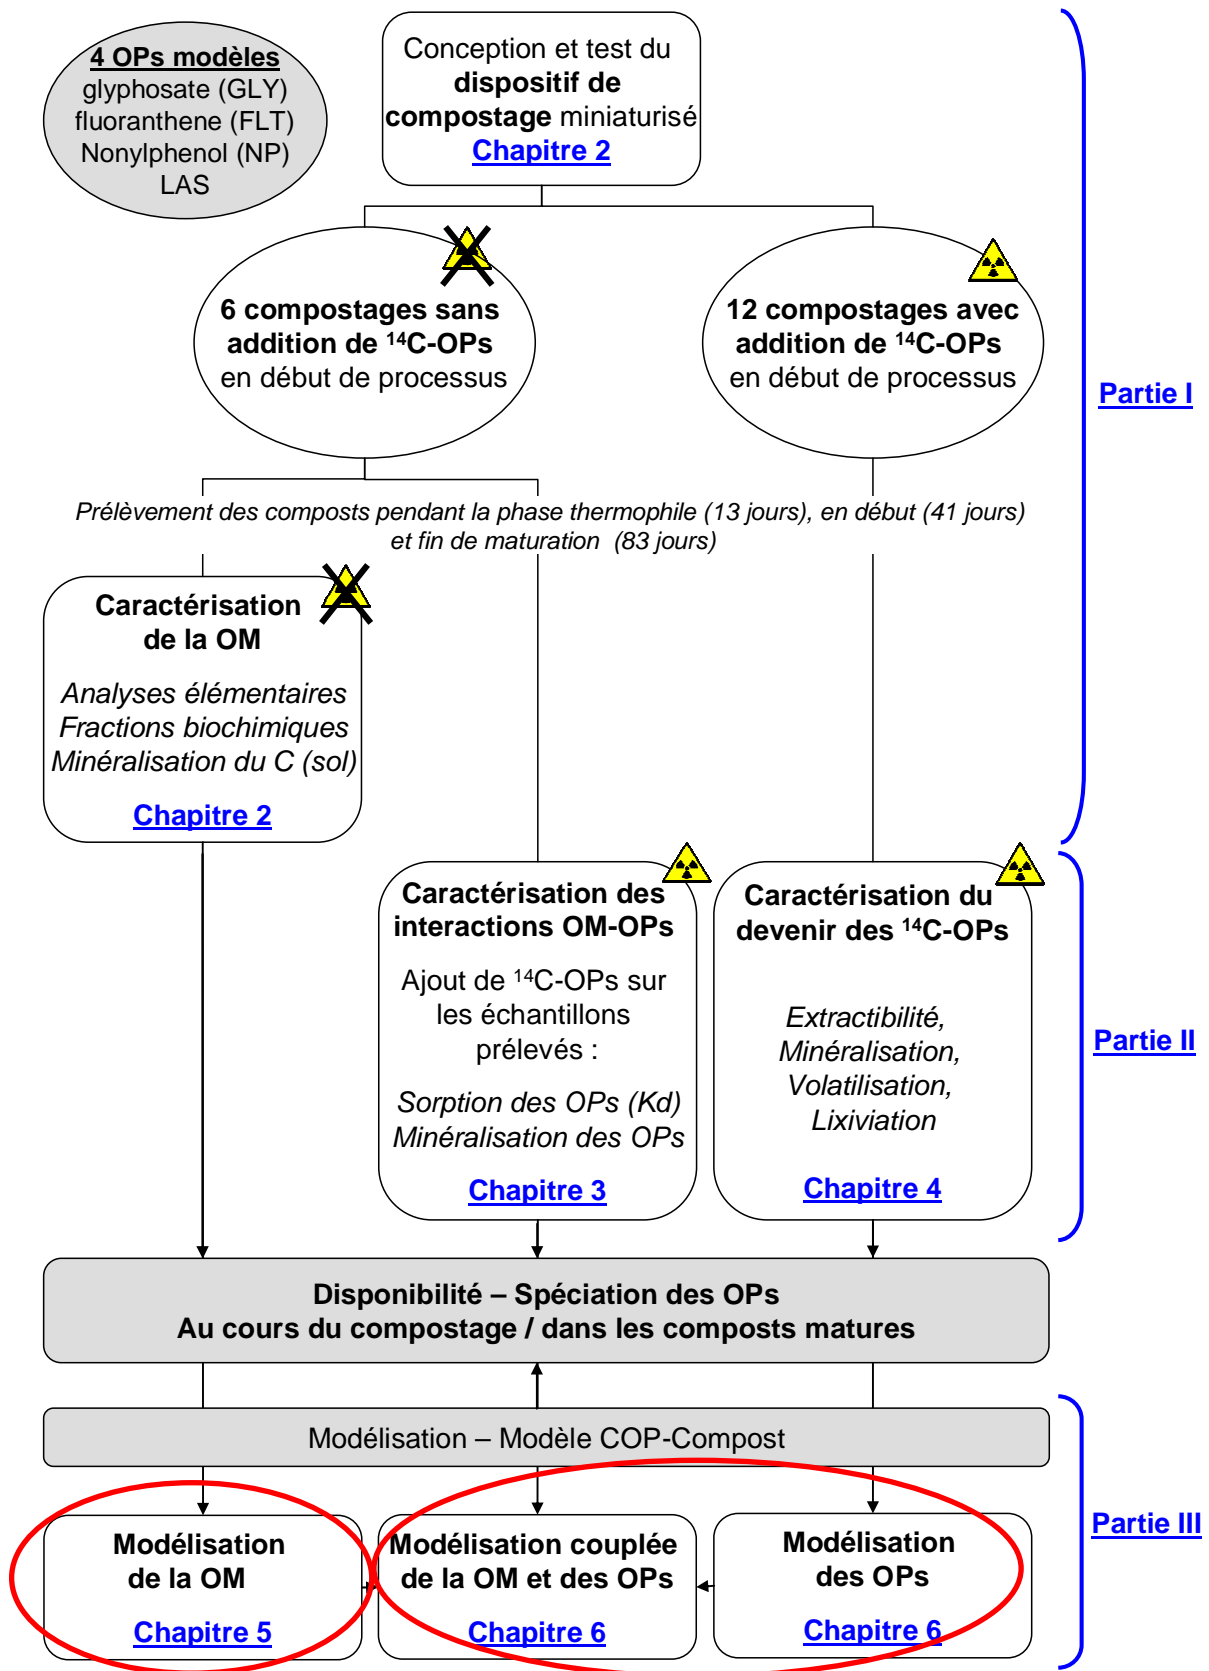 4 OPs modèles
glyphosate (GLY)
fluoranthene (FLT)
Nonylphenol (NP)
LAS
Conception et test du
dispositif de
compostage miniaturisé
Chapitre 2
6 compostages sans
addition de ¹⁴C-OPs
en début de processus
12 compostages avec
addition de ¹⁴C-OPs
en début de processus
Partie I
Prélèvement des composts pendant la phase thermophile (13 jours), en début (41 jours)
et fin de maturation (83 jours)
Caractérisation
de la OM
Analyses élémentaires
Fractions biochimiques
Minéralisation du C (sol)
Chapitre 2
Caractérisation des
interactions OM-OPs
Ajout de ¹⁴C-OPs sur
les échantillons
prélevés :
Sorption des OPs (Kd)
Minéralisation des OPs
Chapitre 3
Caractérisation du
devenir des ¹⁴C-OPs
Extractibilité,
Minéralisation,
Volatilisation,
Lixiviation
Chapitre 4
Partie II
Disponibilité – Spéciation des OPs
Au cours du compostage / dans les composts matures
Modélisation – Modèle COP-Compost
Modélisation
de la OM
Chapitre 5
Modélisation couplée
de la OM et des OPs
Chapitre 6
Modélisation
des OPs
Chapitre 6
Partie III